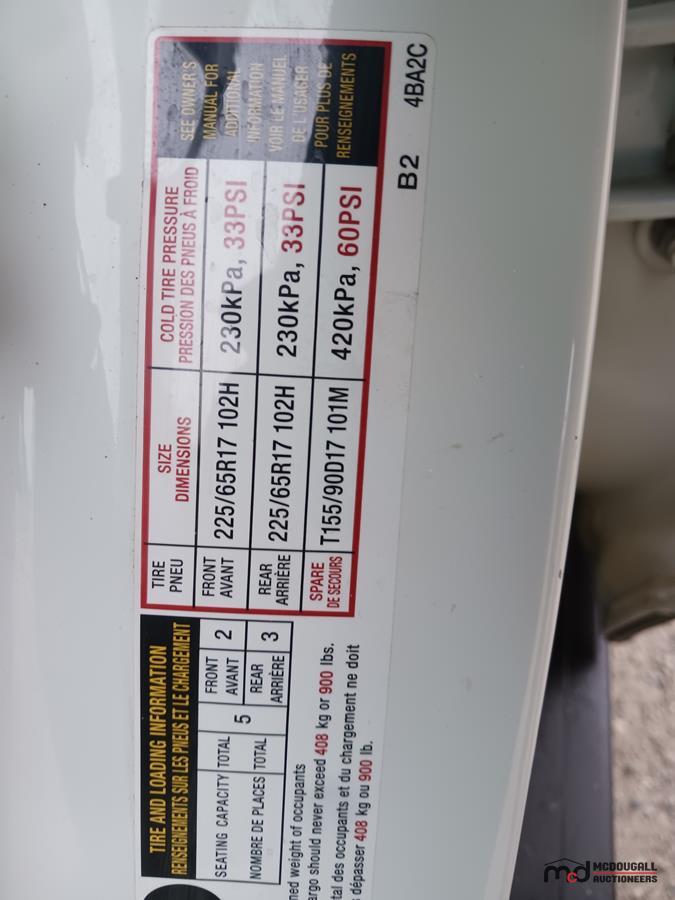 TIRE AND LOADING INFORMATION
RENSEIGNEMENTS SUR LES PNEUS ET LE CHARGEMENT
SEATING CAPACITY TOTAL 5 FRONT AVANT 2
NOMBRE DE PLACES TOTAL REAR ARRIÈRE 3
of occupants
should never exceed 408 kg or 900 lbs.
des occupants et du chargement ne doit
dépasser 408 kg ou 900 lb.
TIRE PNEU
SIZE DIMENSIONS
COLD TIRE PRESSURE
PRESSION DES PNEUS À FROID
FRONT AVANT 225/65R17 102H 230kPa, 33PSI
REAR ARRIÈRE 225/65R17 102H 230kPa, 33PSI
SPARE DE SECOURS T155/90D17 101M 420kPa, 60PSI
SEE OWNER'S
MANUAL FOR
ADDITIONAL
INFORMATION
VOIR LE MANUEL
DE L'USAGER
POUR PLUS DE
RENSEIGNEMENTS
B2 4BA2C
McDOUGALL
AUCTIONEERS